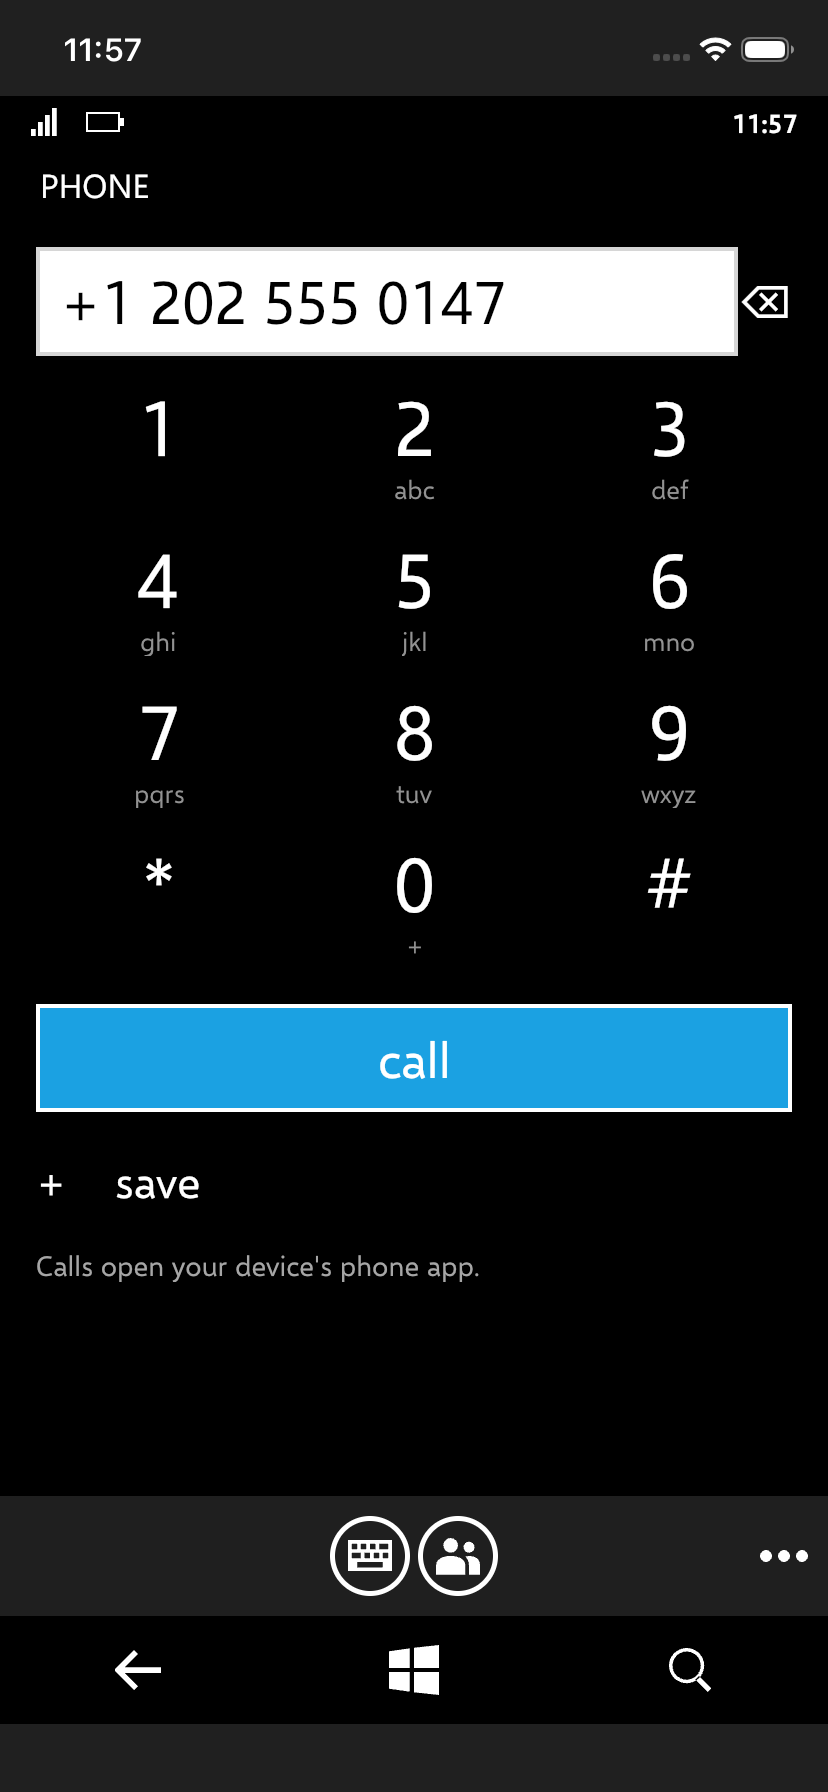 11:57
11:57
PHONE
+1 202 555 0147
1 2 3
abc def
4 5 6
ghi jkl mno
7 8 9
pqrs tuv wxyz
* 0 #
+
call
+ save
Calls open your device's phone app.